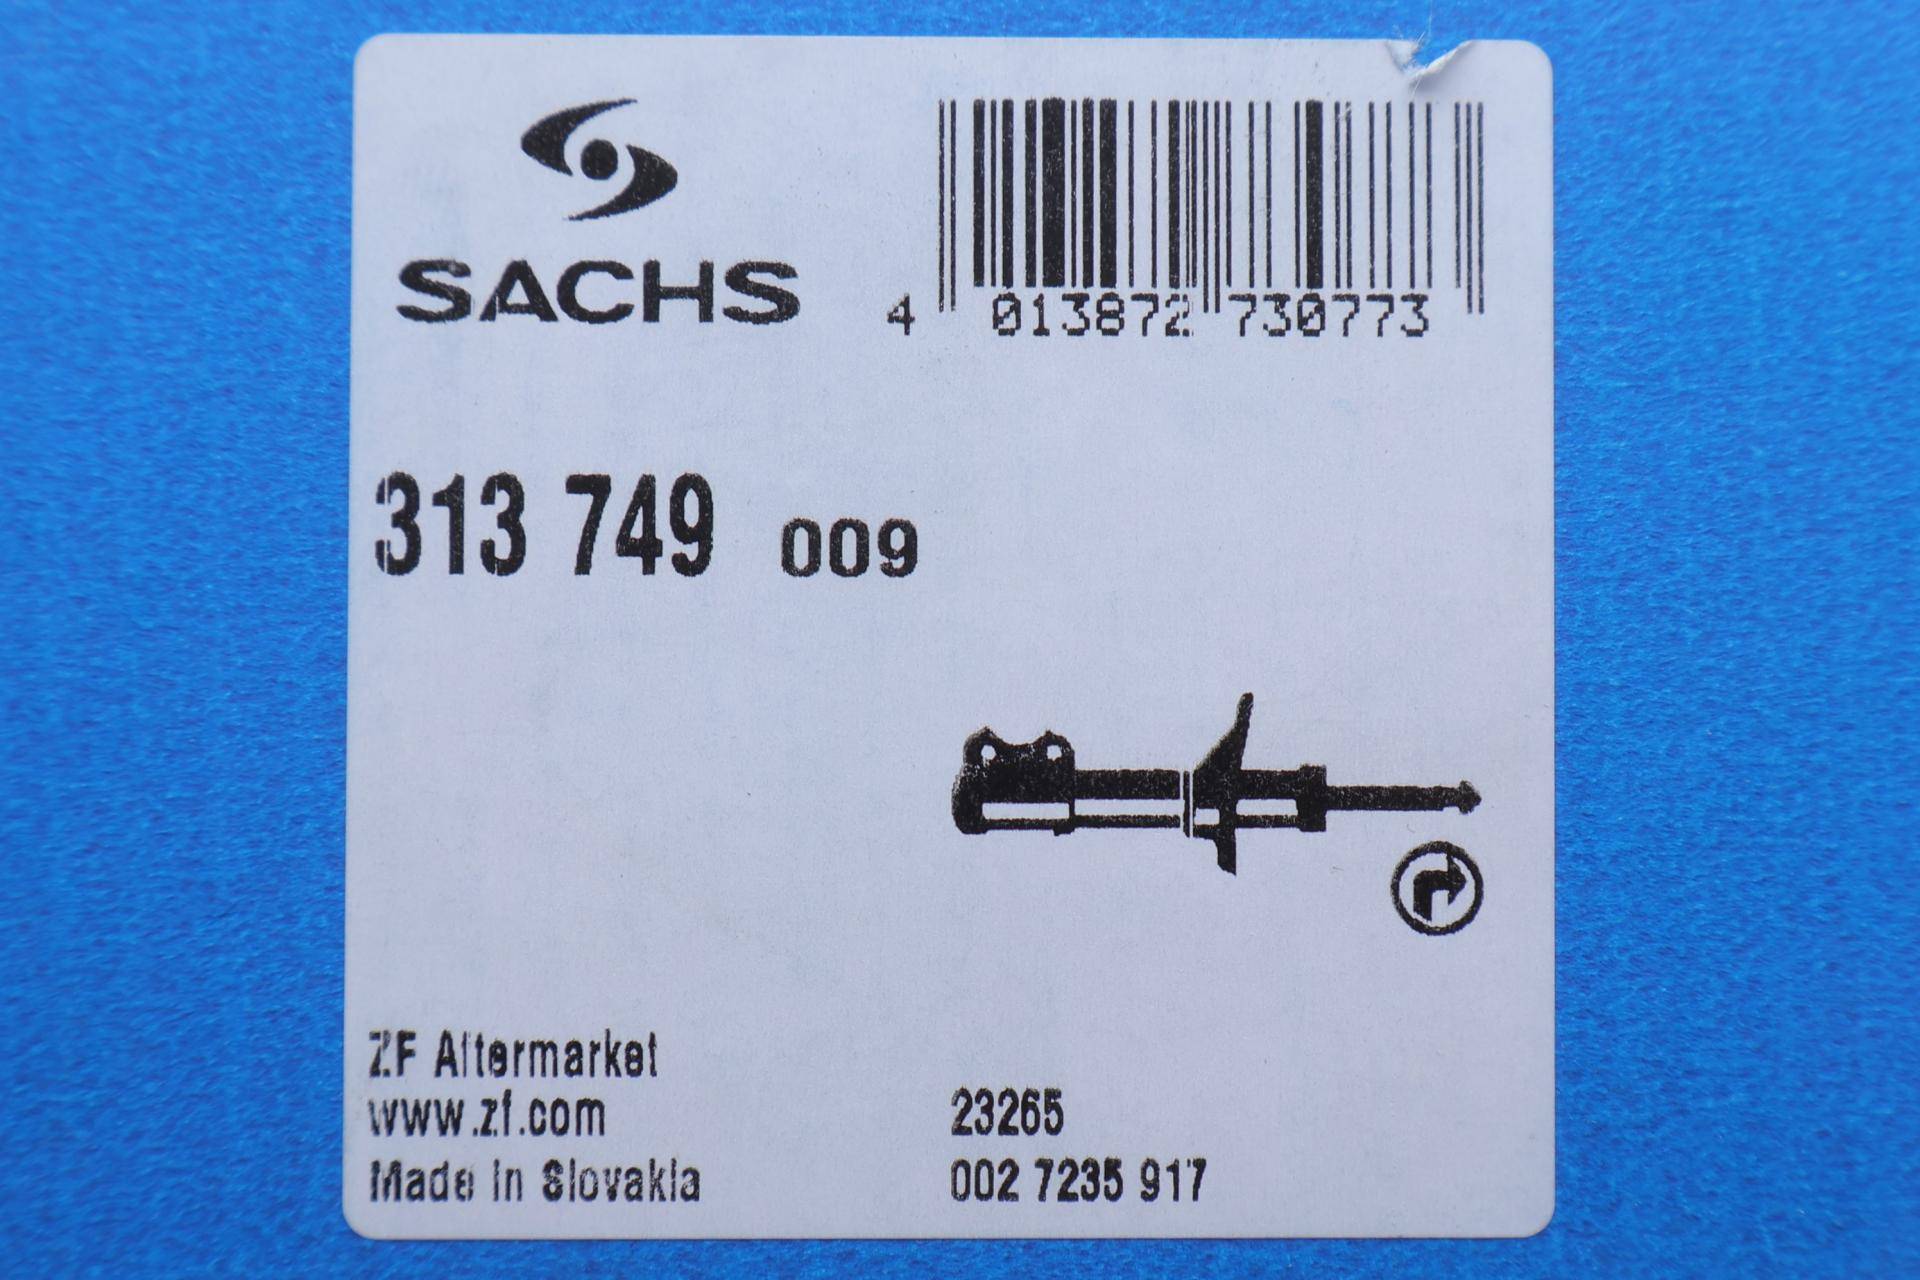 SACHS
4 013872 730773
313 749 009
ZF Aftermarket
www.zf.com
Made in Slovakia
23265
002 7235 917